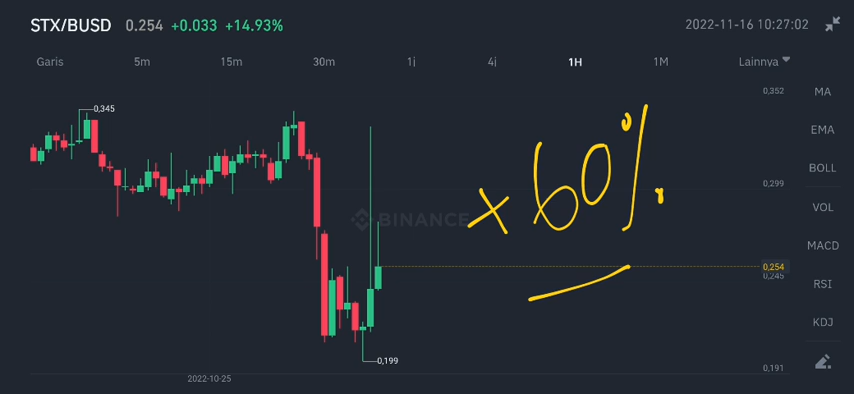 STX/BUSD 0.254 +0.033 +14.93% 2022-11-16 10:27:02
Garis 5m 15m 30m 1j 4j 1H 1M Lainnya
0,352
0,345
MA
EMA
BOLL
0,299
VOL
MACD
RSI
KDJ
BINANCE
x60%
0,254
0,245
0,199
0,191
2022-10-25